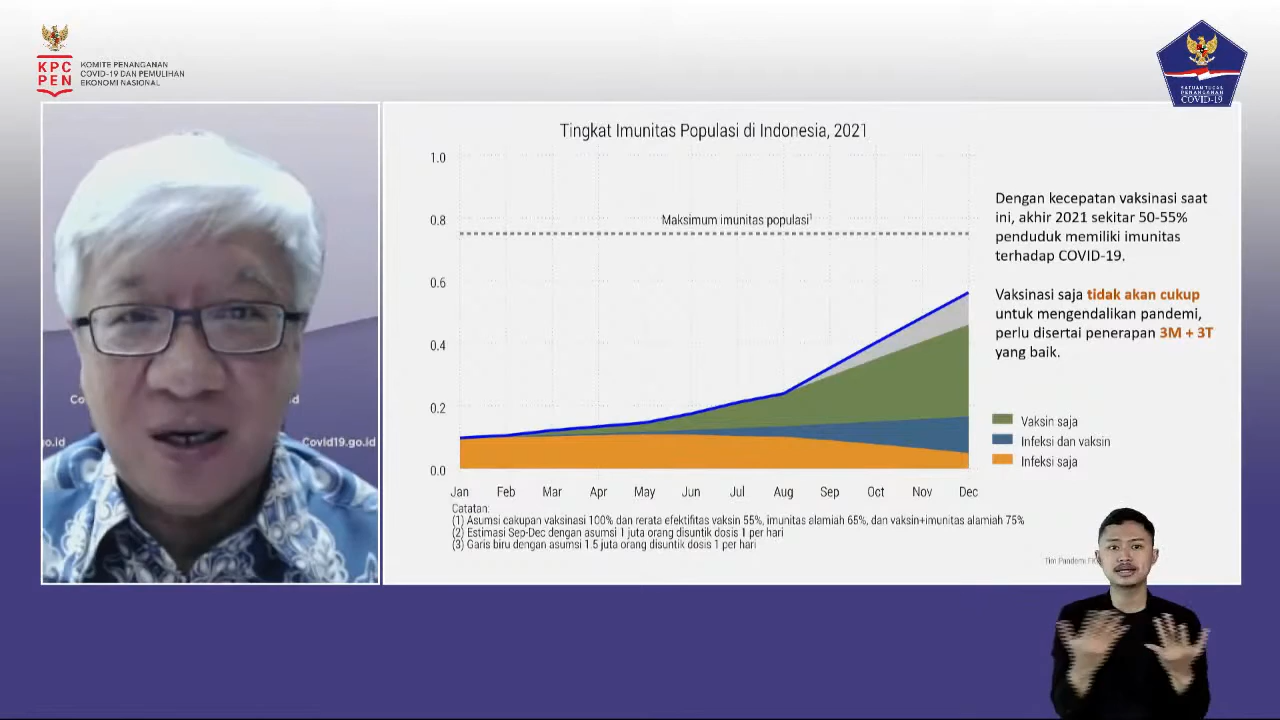 KPC
PEN
KOMITE PENANGANAN
COVID-19 DAN PEMULIHAN
EKONOMI NASIONAL
SATUAN TUGAS
PENANGANAN
COVID-19
Tingkat Imunitas Populasi di Indonesia, 2021
1.0
0.8
0.6
0.4
0.2
0.0
Maksimum imunitas populasi¹
Jan Feb Mar Apr May Jun Jul Aug Sep Oct Nov Dec
Catatan:
(1) Asumsi cakupan vaksinasi 100% dan rerata efektifitas vaksin 55%, imunitas alamiah 65%, dan vaksin+imunitas alamiah 75%
(2) Estimasi Sep-Dec dengan asumsi 1 juta orang disuntik dosis 1 per hari
(3) Garis biru dengan asumsi 1.5 juta orang disuntik dosis 1 per hari
Dengan kecepatan vaksinasi saat
ini, akhir 2021 sekitar 50-55%
penduduk memiliki imunitas
terhadap COVID-19.
Vaksinasi saja tidak akan cukup
untuk mengendalikan pandemi,
perlu disertai penerapan 3M + 3T
yang baik.
Vaksin saja
Infeksi dan vaksin
Infeksi saja
Tim Pandemi
Covid19.go.id